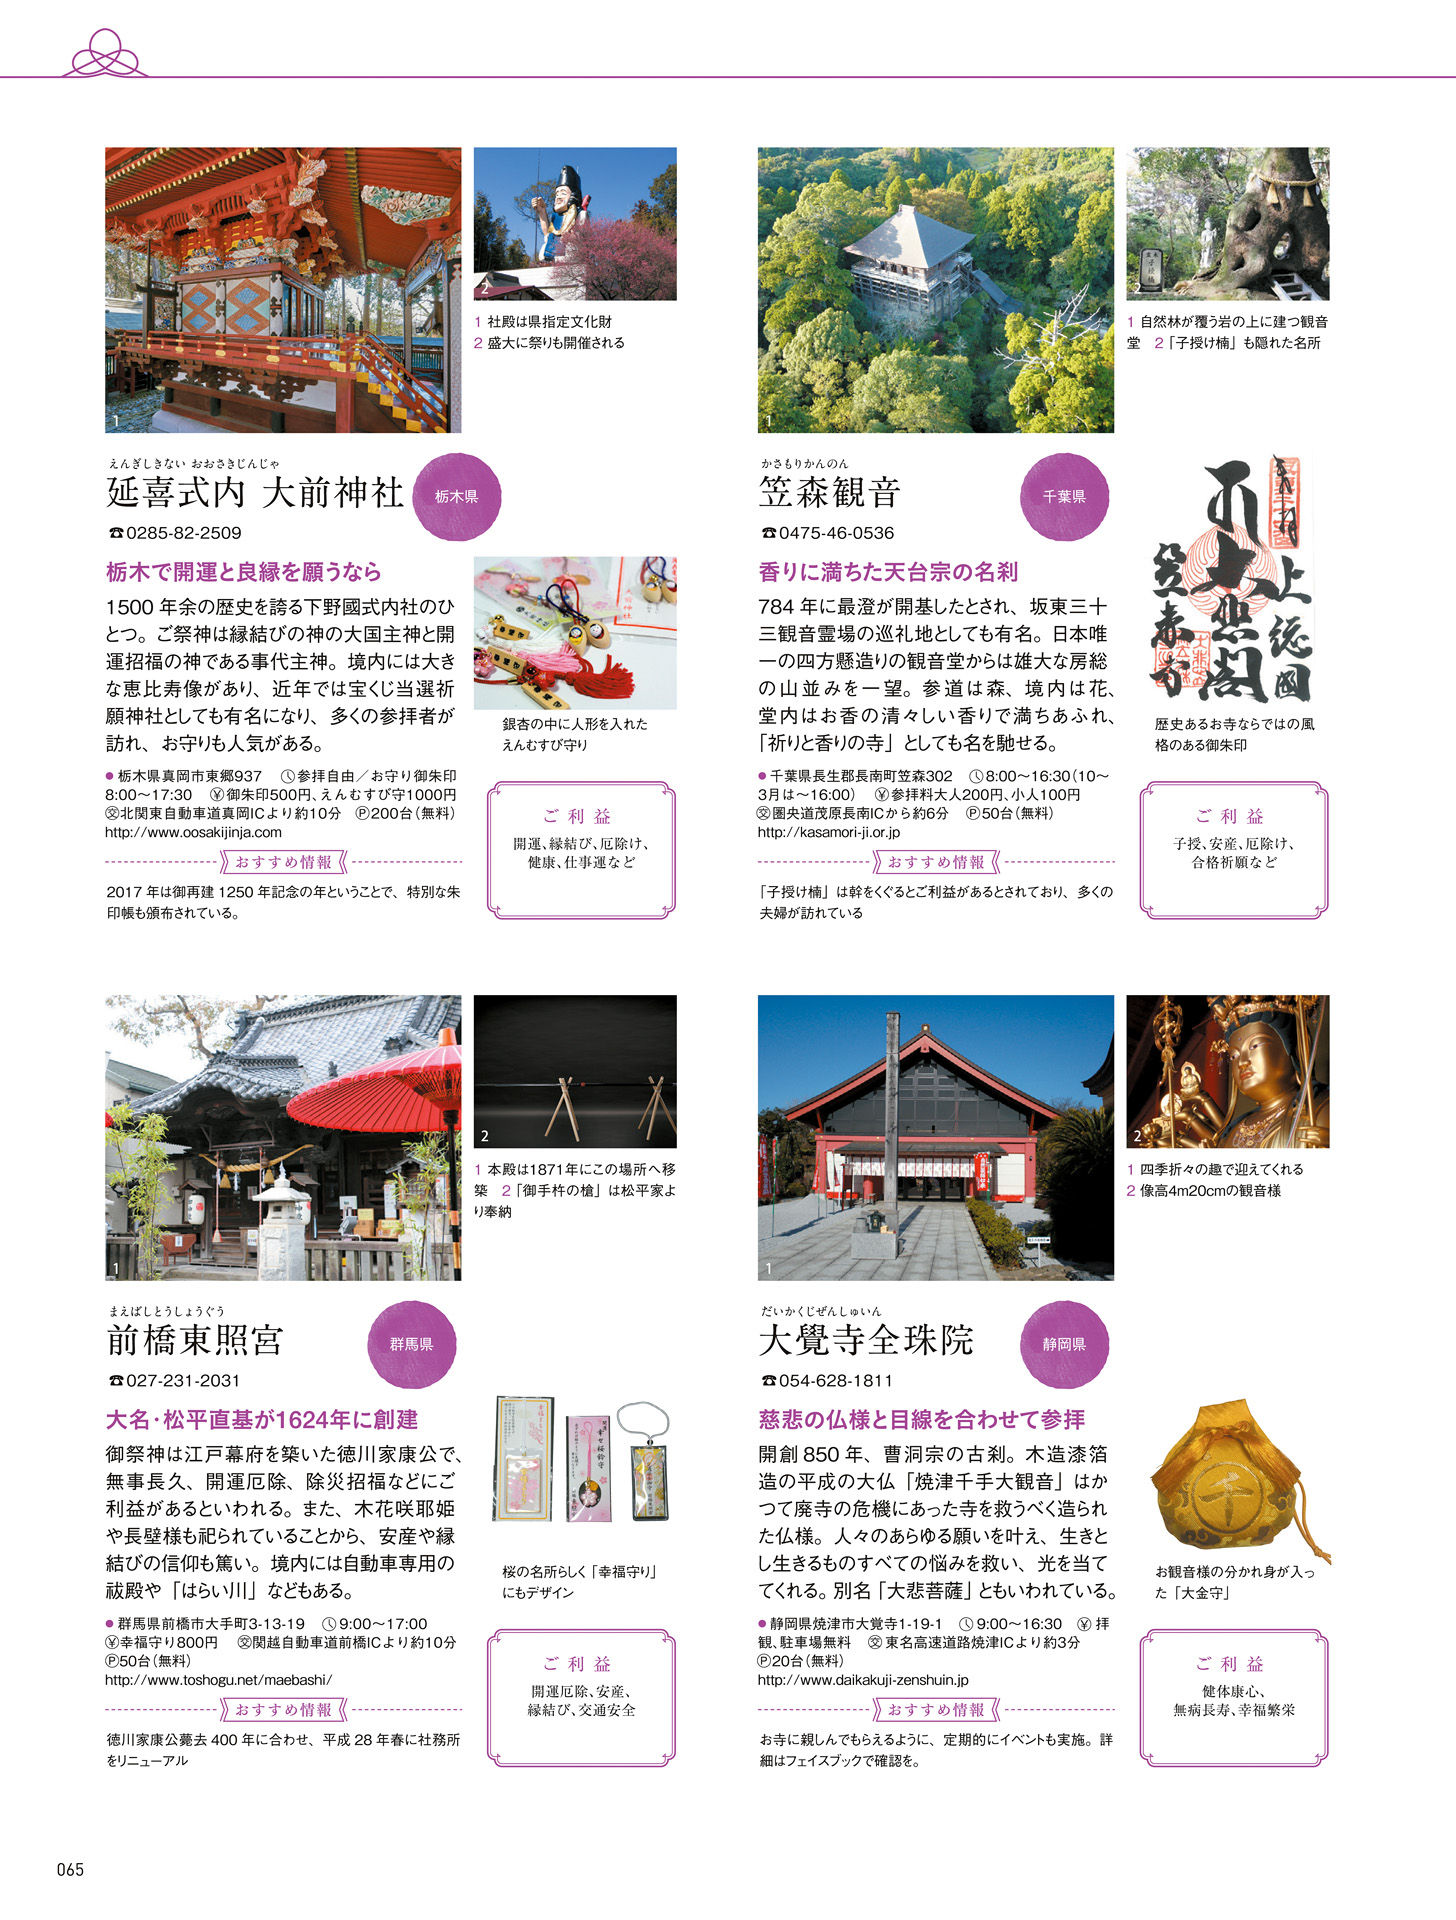 1
2
1 社殿は県指定文化財
2 盛大に祭りも開催される
えんぎしきない おおさきじんじゃ
延喜式内 大前神社
栃木県
☎0285-82-2509
栃木で開運と良縁を願うなら
1500 年余の歴史を誇る下野國式内社のひ
とつ。ご祭神は縁結びの神の大国主神と開
運招福の神である事代主神。境内には大き
な恵比寿像があり、近年では宝くじ当選祈
願神社としても有名になり、多くの参拝者が
訪れ、お守りも人気がある。
銀杏の中に人形を入れた
えんむすび守り
●栃木県真岡市東郷937 参拝自由／お守り御朱印
8:00〜17:30 ¥御朱印500円、えんむすび守1000円
交北関東自動車道真岡ICより約10分 Ⓟ200台（無料）
http://www.oosakijinja.com
おすすめ情報
2017 年は御再建 1250 年記念の年ということで、特別な朱
印帳も頒布されている。
ご利益
開運、縁結び、厄除け、
健康、仕事運など
1
2
子授楠
1 自然林が覆う岩の上に建つ観音
堂 2「子授け楠」も隠れた名所
かさもりかんのん
笠森観音
千葉県
☎0475-46-0536
香りに満ちた天台宗の名刹
784 年に最澄が開基したとされ、坂東三十
三観音霊場の巡礼地としても有名。日本唯
一の四方懸造りの観音堂からは雄大な房総
の山並みを一望。参道は森、境内は花、
堂内はお香の清々しい香りで満ちあふれ、
「祈りと香りの寺」としても名を馳せる。
上総國
大悲閣
笠森寺
歴史あるお寺ならではの風
格のある御朱印
●千葉県長生郡長南町笠森302 8:00〜16:30（10〜
3月は〜16:00） ¥参拝料大人200円、小人100円
交圏央道茂原長南ICから約6分 Ⓟ50台（無料）
http://kasamori-ji.or.jp
おすすめ情報
「子授け楠」は幹をくぐるとご利益があるとされており、多くの
夫婦が訪れている
ご利益
子授、安産、厄除け、
合格祈願など
1
2
1 本殿は1871年にこの場所へ移
築 2「御手杵の槍」は松平家よ
り奉納
まえばしとうしょうぐう
前橋東照宮
群馬県
☎027-231-2031
大名・松平直基が1624年に創建
御祭神は江戸幕府を築いた徳川家康公で、
無事長久、開運厄除、除災招福などにご
利益があるといわれる。また、木花咲耶姫
や長壁様も祀られていることから、安産や縁
結びの信仰も篤い。境内には自動車専用の
祓殿や「はらい川」などもある。
桜の名所らしく「幸福守り」
にもデザイン
●群馬県前橋市大手町3-13-19 9:00〜17:00
¥幸福守り800円 交関越自動車道前橋ICより約10分
Ⓟ50台（無料）
http://www.toshogu.net/maebashi/
おすすめ情報
徳川家康公薨去 400 年に合わせ、平成 28 年春に社務所
をリニューアル
ご利益
開運厄除、安産、
縁結び、交通安全
1
2
1 四季折々の趣で迎えてくれる
2 像高4m20cmの観音様
だいかくじぜんしゅいん
大覺寺全珠院
静岡県
☎054-628-1811
慈悲の仏様と目線を合わせて参拝
開創 850 年、曹洞宗の古刹。木造漆箔
造の平成の大仏「焼津千手大観音」はか
つて廃寺の危機にあった寺を救うべく造られ
た仏様。人々のあらゆる願いを叶え、生きと
し生きるものすべての悩みを救い、光を当て
てくれる。別名「大悲菩薩」ともいわれている。
千
お観音様の分かれ身が入っ
た「大金守」
●静岡県焼津市大覚寺1-19-1 9:00〜16:30 ¥拝
観、駐車場無料 交東名高速道路焼津ICより約3分
Ⓟ20台（無料）
http://www.daikakuji-zenshuin.jp
おすすめ情報
お寺に親しんでもらえるように、定期的にイベントも実施。詳
細はフェイスブックで確認を。
ご利益
健体康心、
無病長寿、幸福繁栄
065